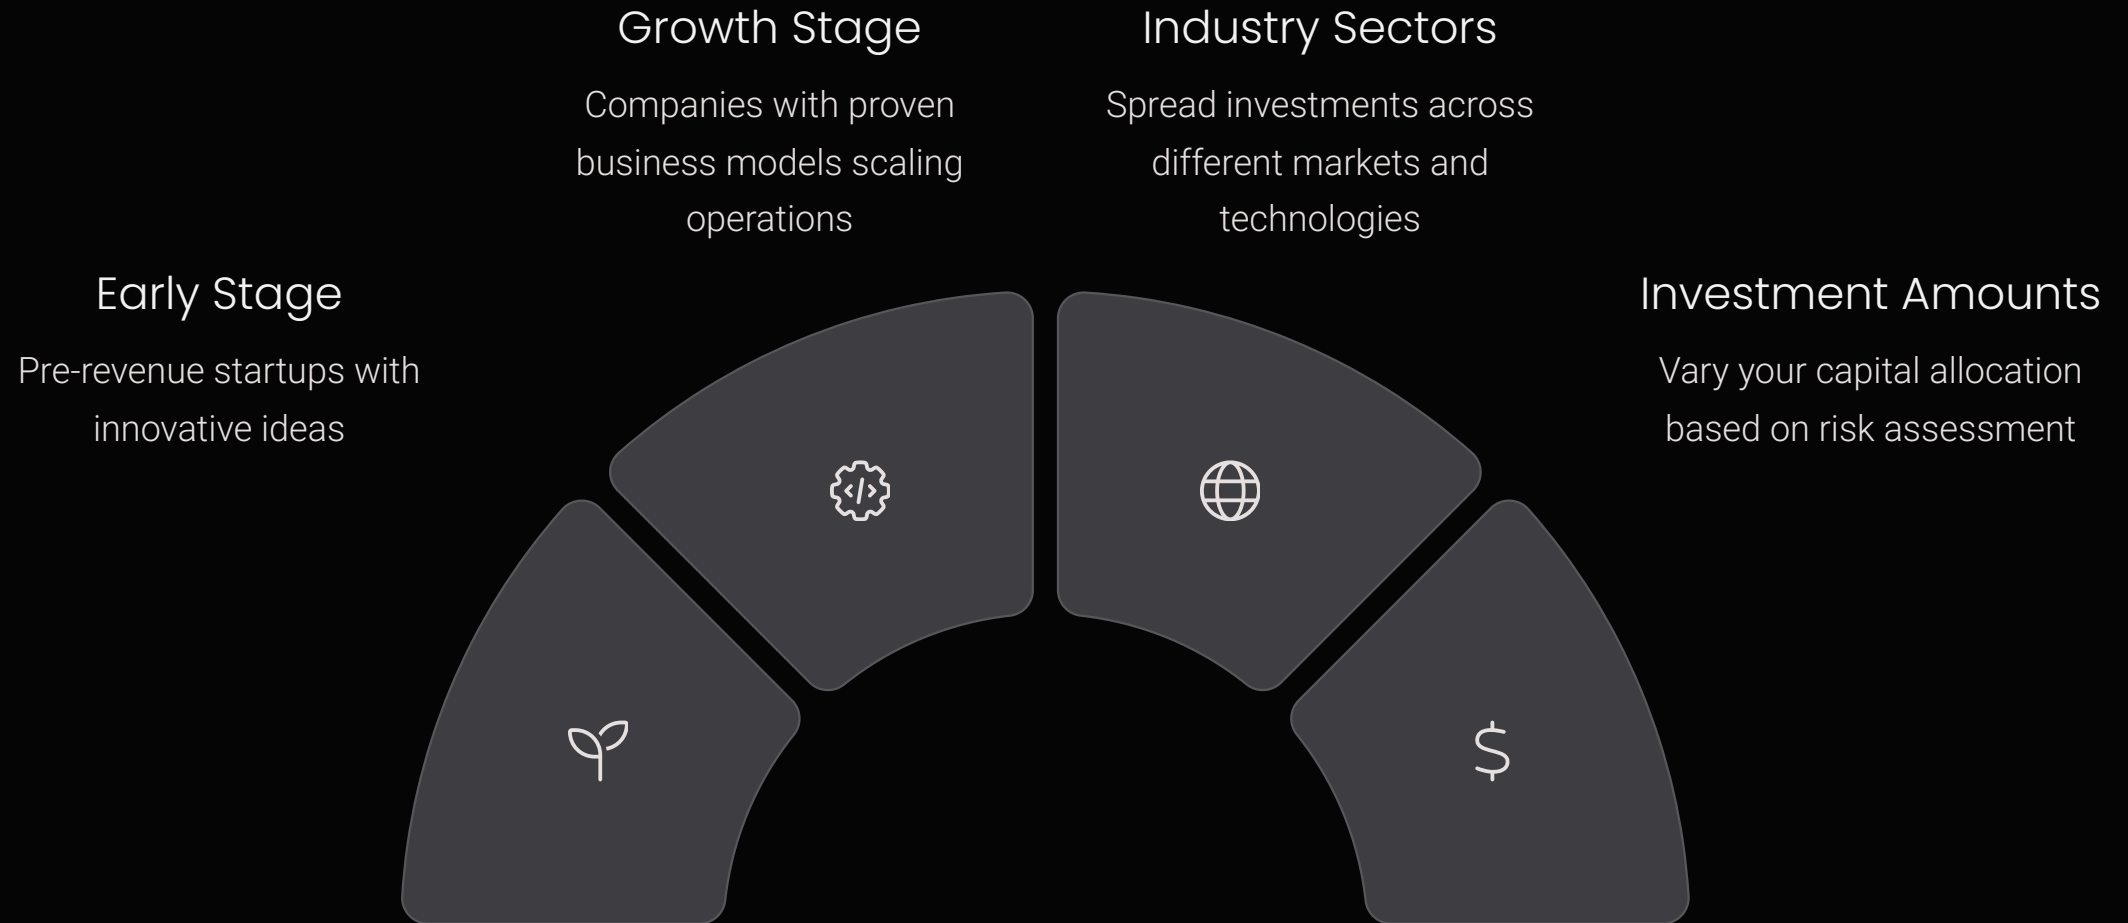 Growth Stage
Companies with proven
business models scaling
operations
Industry Sectors
Spread investments across
different markets and
technologies
Early Stage
Pre-revenue startups with
innovative ideas
Investment Amounts
Vary your capital allocation
based on risk assessment